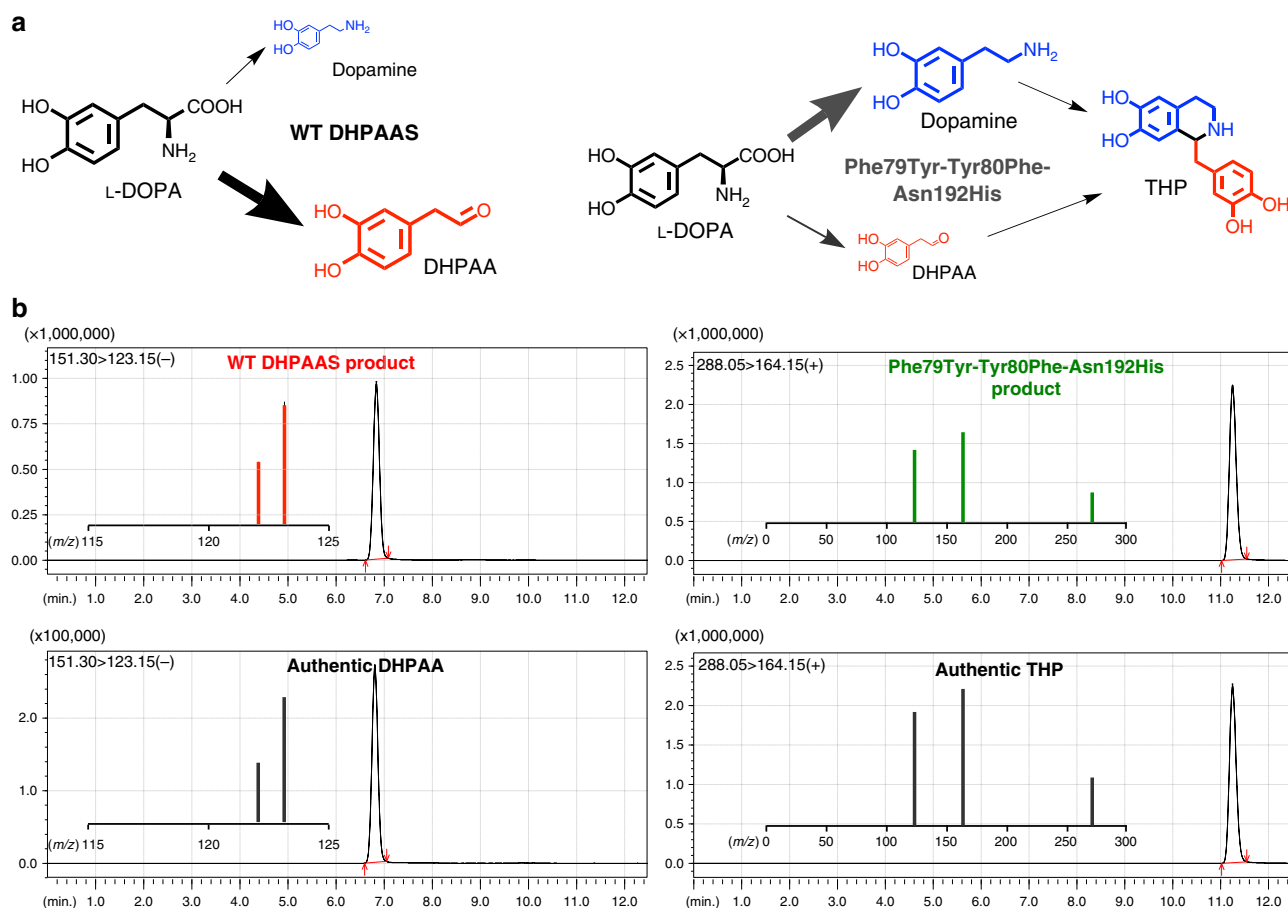 a
HO
HO
NH2
Dopamine
HO
HO
COOH
NH2
L-DOPA
WT DHPAAS
HO
HO
O
DHPAA
HO
HO
NH2
Dopamine
HO
HO
COOH
NH2
L-DOPA
Phe79Tyr-Tyr80Phe-
Asn192His
HO
HO
O
DHPAA
HO
HO
NH
THP
OH
OH
b
(×1,000,000)
151.30>123.15(–)
WT DHPAAS product
1.00
0.75
0.50
0.25
0.00
(m/z) 115 120 125
(min.) 1.0 2.0 3.0 4.0 5.0 6.0 7.0 8.0 9.0 10.0 11.0 12.0
(×1,000,000)
288.05>164.15(+)
Phe79Tyr-Tyr80Phe-Asn192His
product
2.5
2.0
1.5
1.0
0.5
0.0
(m/z) 0 50 100 150 200 250 300
(min.) 1.0 2.0 3.0 4.0 5.0 6.0 7.0 8.0 9.0 10.0 11.0 12.0
(x100,000)
151.30>123.15(–)
Authentic DHPAA
2.0
1.0
0.0
(m/z) 115 120 125
(min.) 1.0 2.0 3.0 4.0 5.0 6.0 7.0 8.0 9.0 10.0 11.0 12.0
(x1,000,000)
288.05>164.15(+)
Authentic THP
2.5
2.0
1.5
1.0
0.5
0.0
(m/z) 0 50 100 150 200 250 300
(min.) 1.0 2.0 3.0 4.0 5.0 6.0 7.0 8.0 9.0 10.0 11.0 12.0